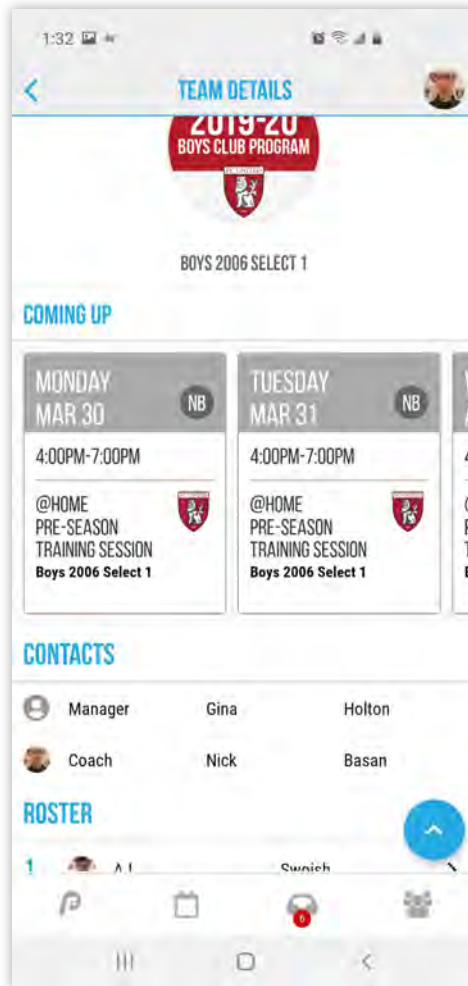 1:32
TEAM DETAILS
2019-20
BOYS CLUB PROGRAM
BOYS 2006 SELECT 1
COMING UP
MONDAY
MAR 30
NB
4:00PM-7:00PM
@HOME
PRE-SEASON
TRAINING SESSION
Boys 2006 Select 1
TUESDAY
MAR 31
NB
4:00PM-7:00PM
@HOME
PRE-SEASON
TRAINING SESSION
Boys 2006 Select 1
CONTACTS
Manager Gina Holton
Coach Nick Basan
ROSTER
1
6